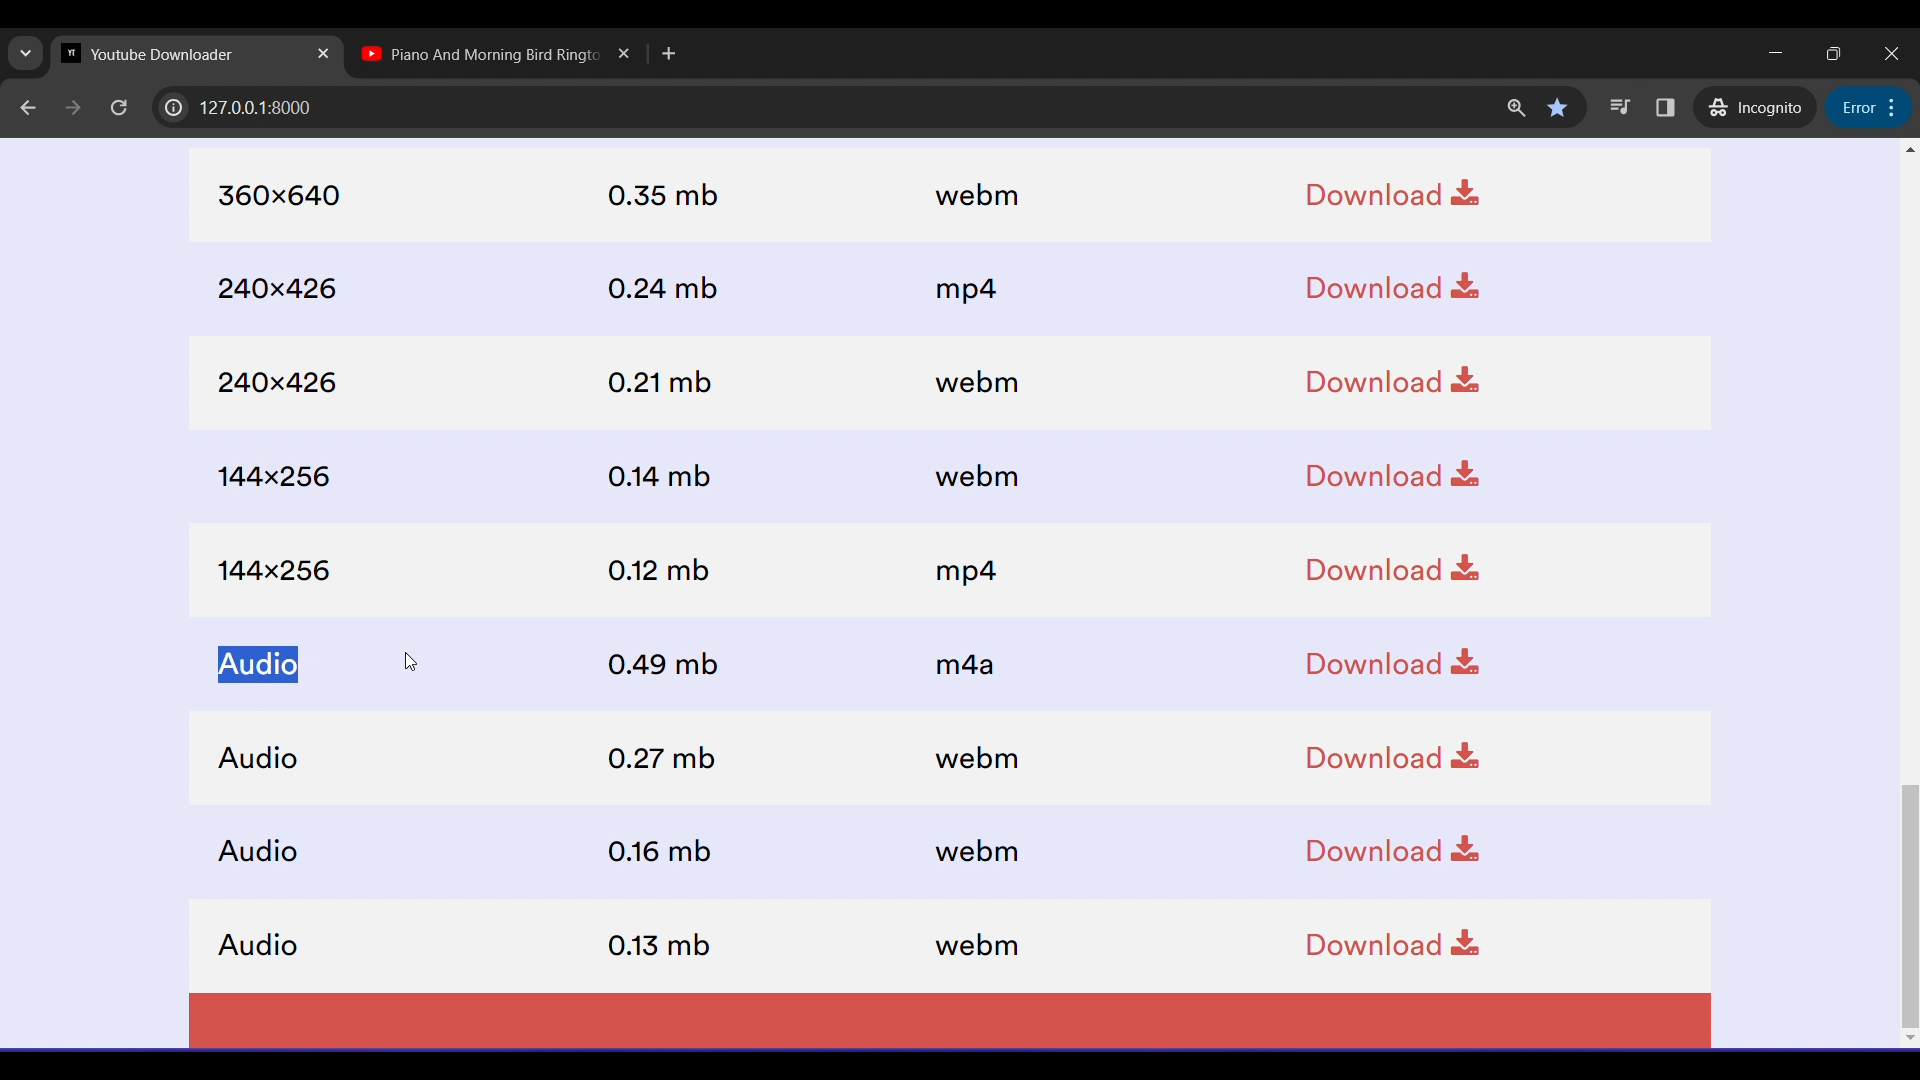 Youtube Downloader
Piano And Morning Bird Ringto
127.0.0.1:8000
Incognito
Error
360×640 0.35 mb webm Download
240×426 0.24 mb mp4 Download
240×426 0.21 mb webm Download
144×256 0.14 mb webm Download
144×256 0.12 mb mp4 Download
Audio 0.49 mb m4a Download
Audio 0.27 mb webm Download
Audio 0.16 mb webm Download
Audio 0.13 mb webm Download